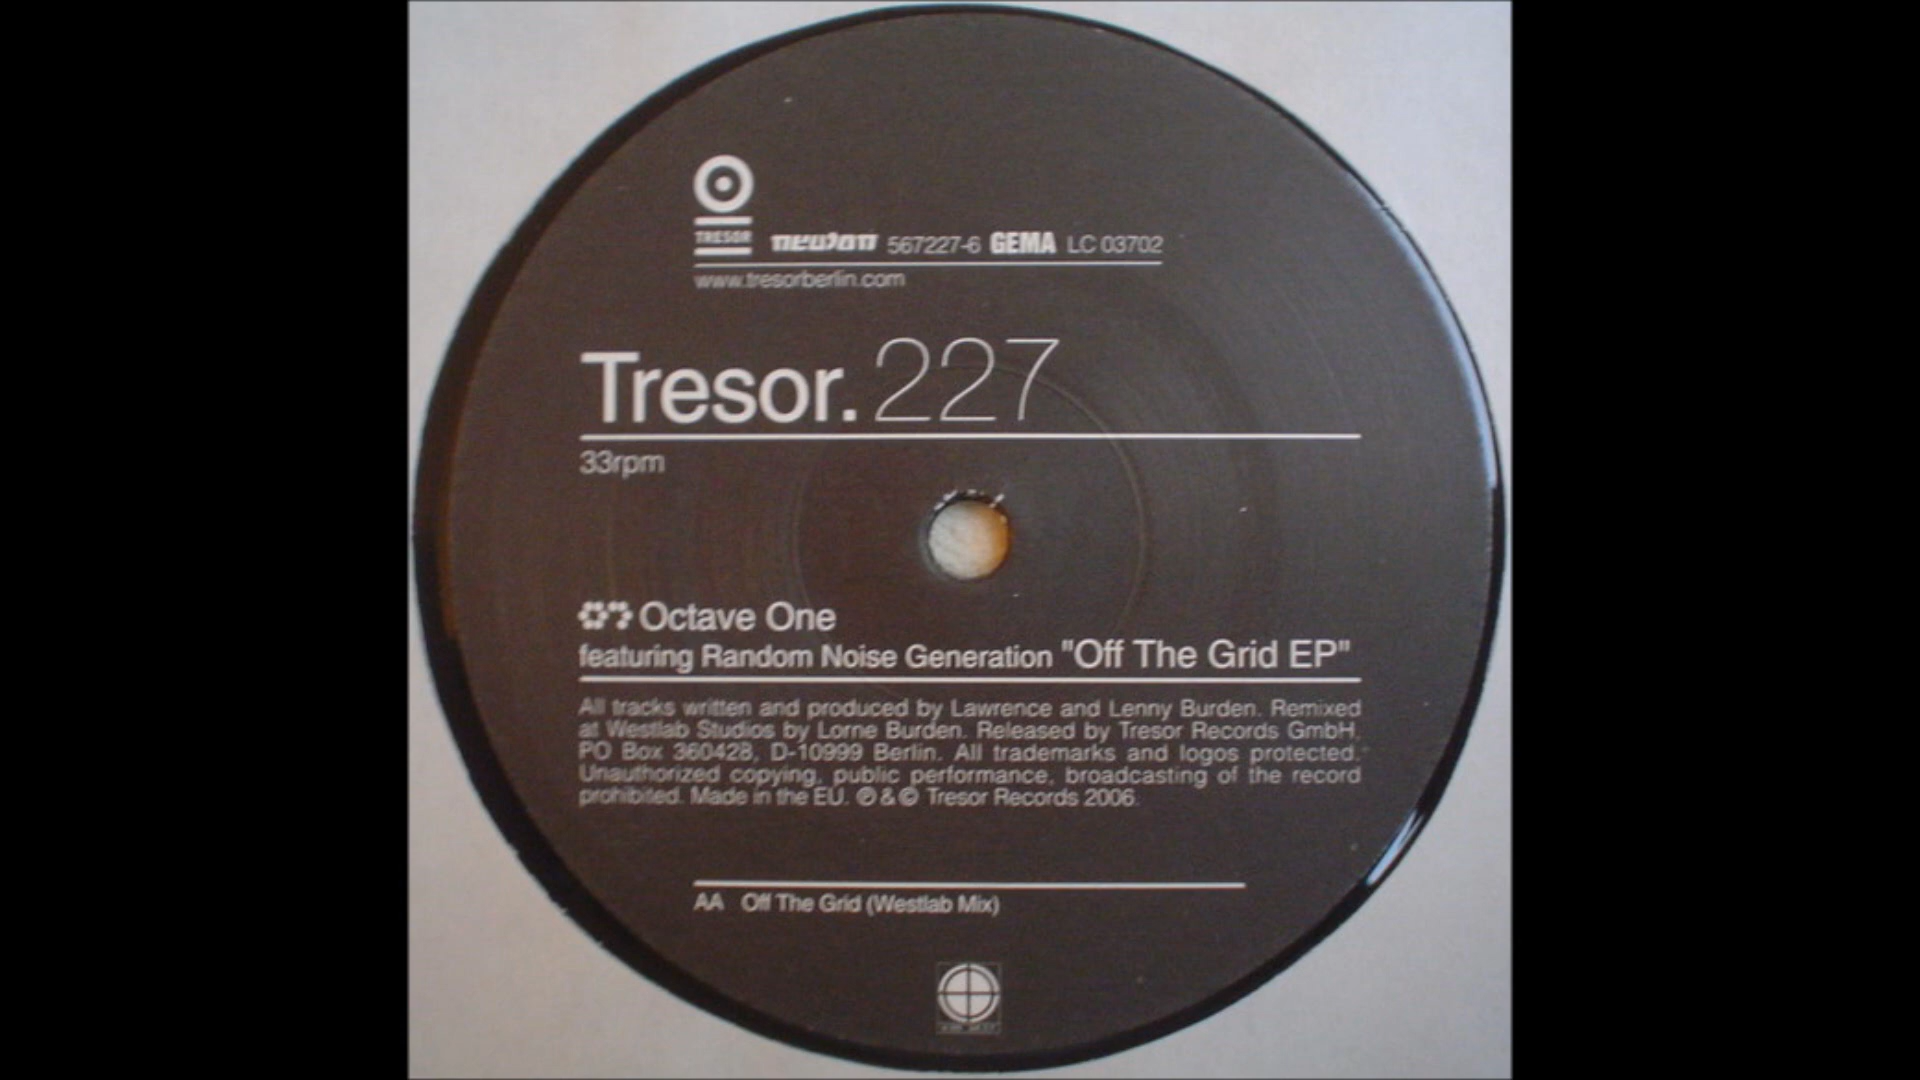 TRESOR neuton 567227-6 GEMA LC 03702
www.tresorberlin.com
Tresor.227
33rpm
Octave One
featuring Random Noise Generation "Off The Grid EP"
All tracks written and produced by Lawrence and Lenny Burden. Remixed
at Westlab Studios by Lorne Burden. Released by Tresor Records GmbH.
PO Box 360428, D-10999 Berlin. All trademarks and logos protected.
Unauthorized copying, public performance, broadcasting of the record
prohibited. Made in the EU. ℗ & © Tresor Records 2006.
AA Off The Grid (Westlab Mix)